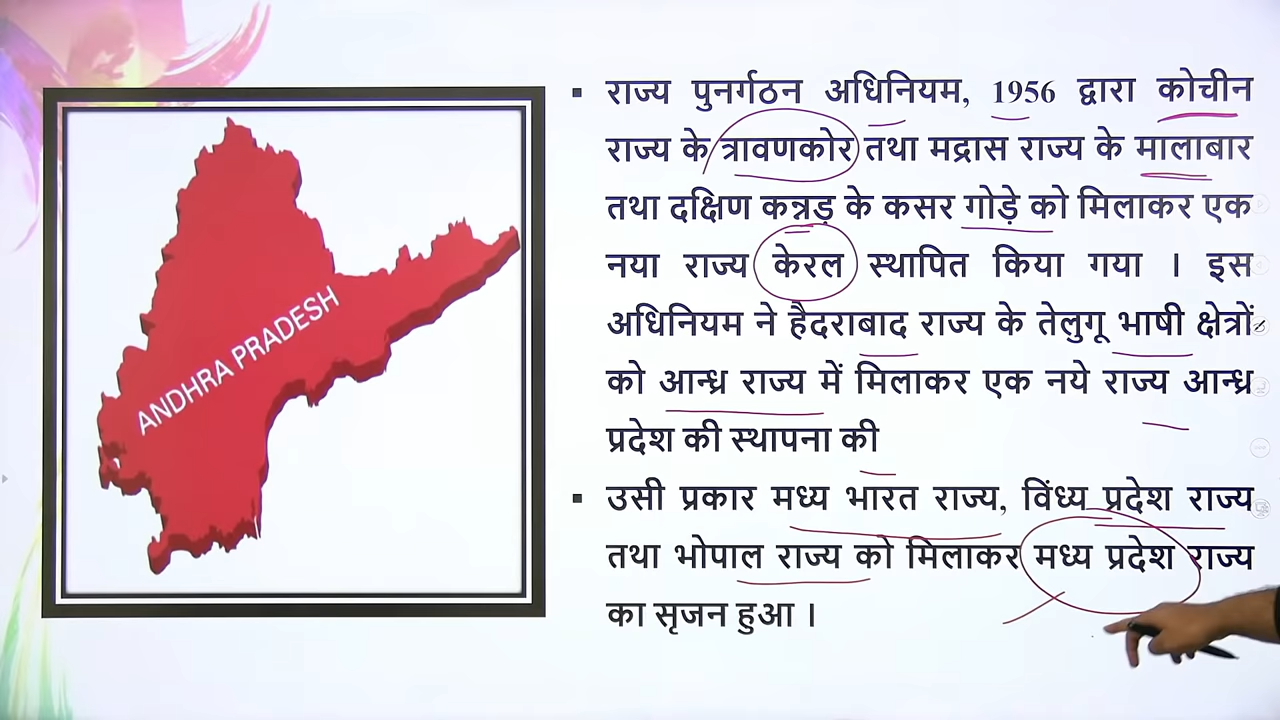 ANDHRA PRADESH
राज्य पुनर्गठन अधिनियम, 1956 द्वारा कोचीन
राज्य के त्रावणकोर तथा मद्रास राज्य के मालाबार
तथा दक्षिण कन्नड़ के कसर गोड़े को मिलाकर एक
नया राज्य केरल स्थापित किया गया । इस
अधिनियम ने हैदराबाद राज्य के तेलुगू भाषी क्षेत्रों
को आन्ध्र राज्य में मिलाकर एक नये राज्य आन्ध्र
प्रदेश की स्थापना की
उसी प्रकार मध्य भारत राज्य, विंध्य प्रदेश राज्य
तथा भोपाल राज्य को मिलाकर मध्य प्रदेश राज्य
का सृजन हुआ ।